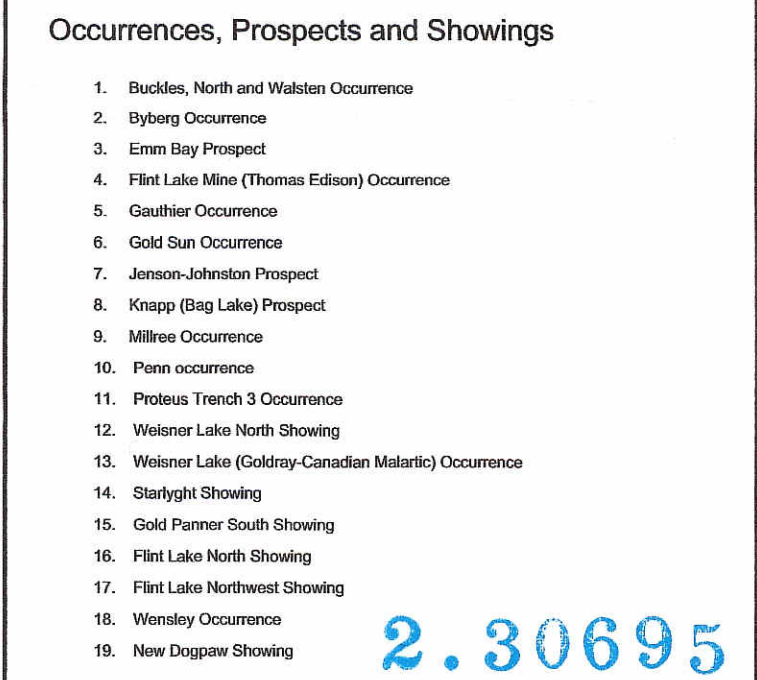 Occurrences, Prospects and Showings
1. Buckles, North and Walsten Occurrence
2. Byberg Occurrence
3. Emm Bay Prospect
4. Flint Lake Mine (Thomas Edison) Occurrence
5. Gauthier Occurrence
6. Gold Sun Occurrence
7. Jenson-Johnston Prospect
8. Knapp (Bag Lake) Prospect
9. Millree Occurrence
10. Penn occurrence
11. Proteus Trench 3 Occurrence
12. Weisner Lake North Showing
13. Weisner Lake (Goldray-Canadian Malartic) Occurrence
14. Starlyght Showing
15. Gold Panner South Showing
16. Flint Lake North Showing
17. Flint Lake Northwest Showing
18. Wensley Occurrence
19. New Dogpaw Showing
2.30695